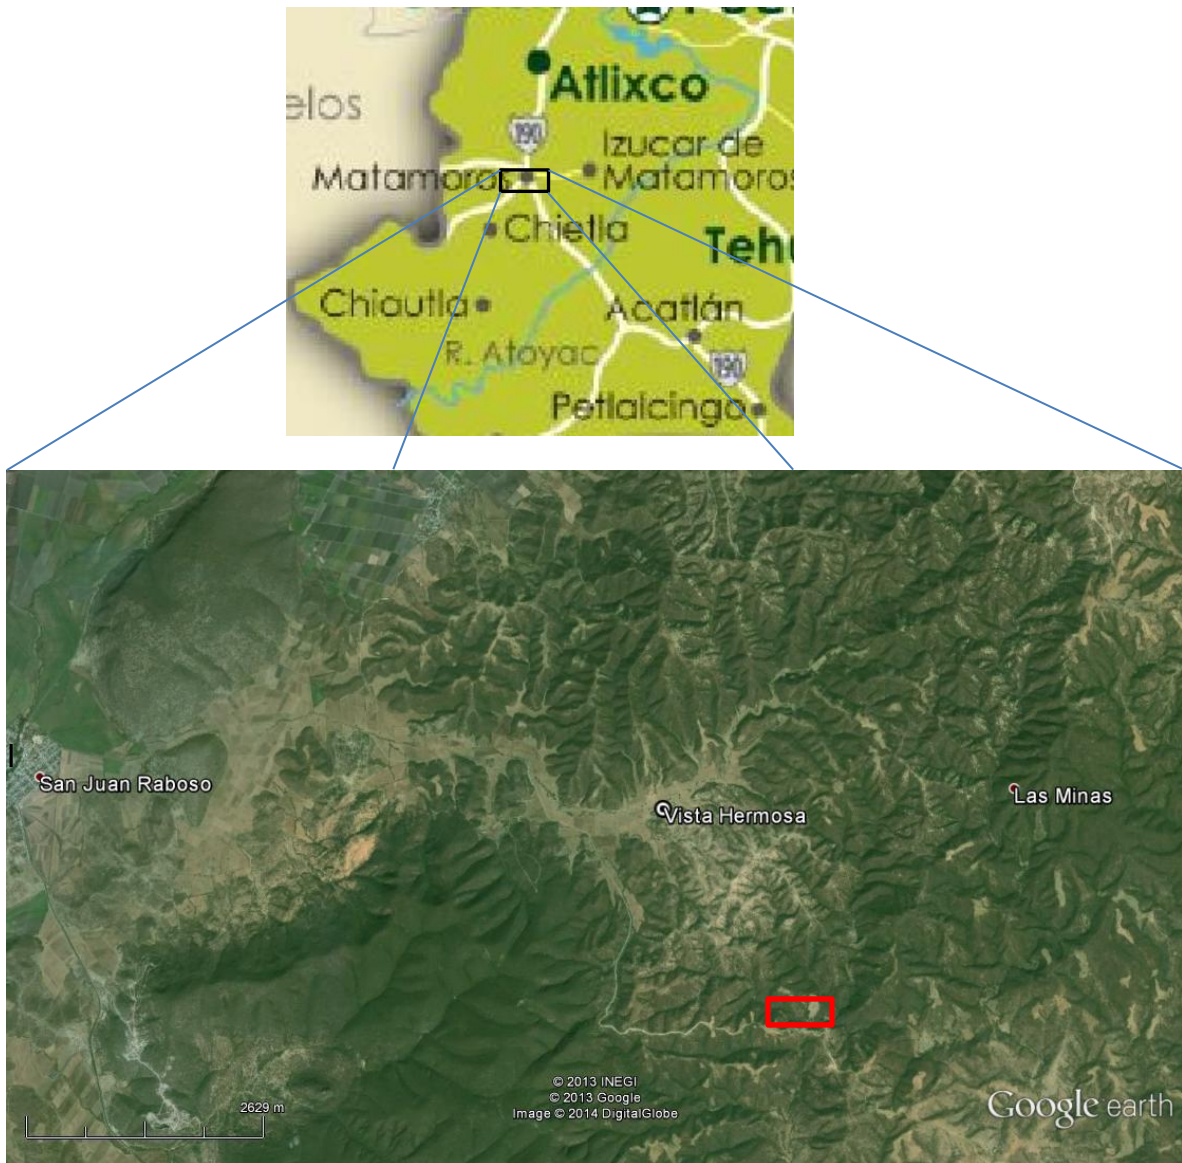 Atlixco
elos
190
Izucar de
Matamoros
Matamoros
Chietla
Tehu
Chiautla
Acatlán
R. Atoyac
190
Petlalcingo
San Juan Raboso
Las Minas
Vista Hermosa
© 2013 INEGI
© 2013 Google
Image © 2014 DigitalGlobe
2629 m
Google earth